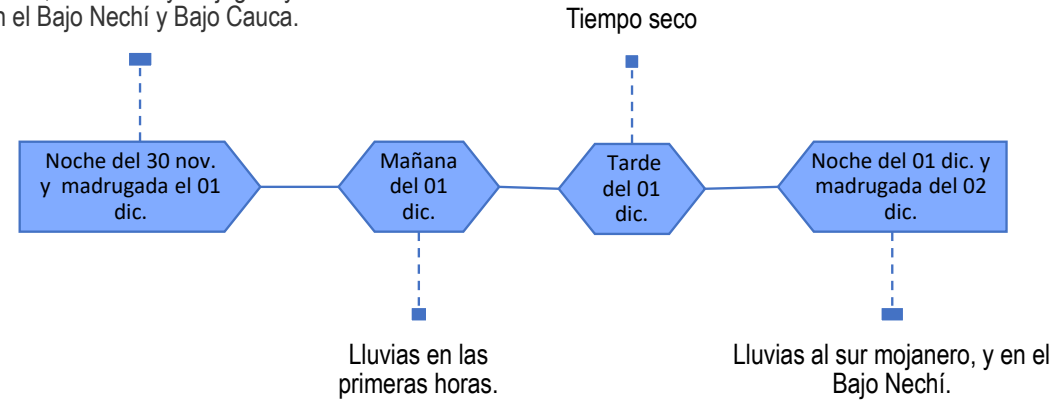 el Bajo Nechí y Bajo Cauca.
Tiempo seco
Noche del 30 nov.
y madrugada el 01
dic.
Mañana
del 01
dic.
Tarde
del 01
dic.
Noche del 01 dic. y
madrugada del 02
dic.
Lluvias en las
primeras horas.
Lluvias al sur mojanero, y en el
Bajo Nechí.